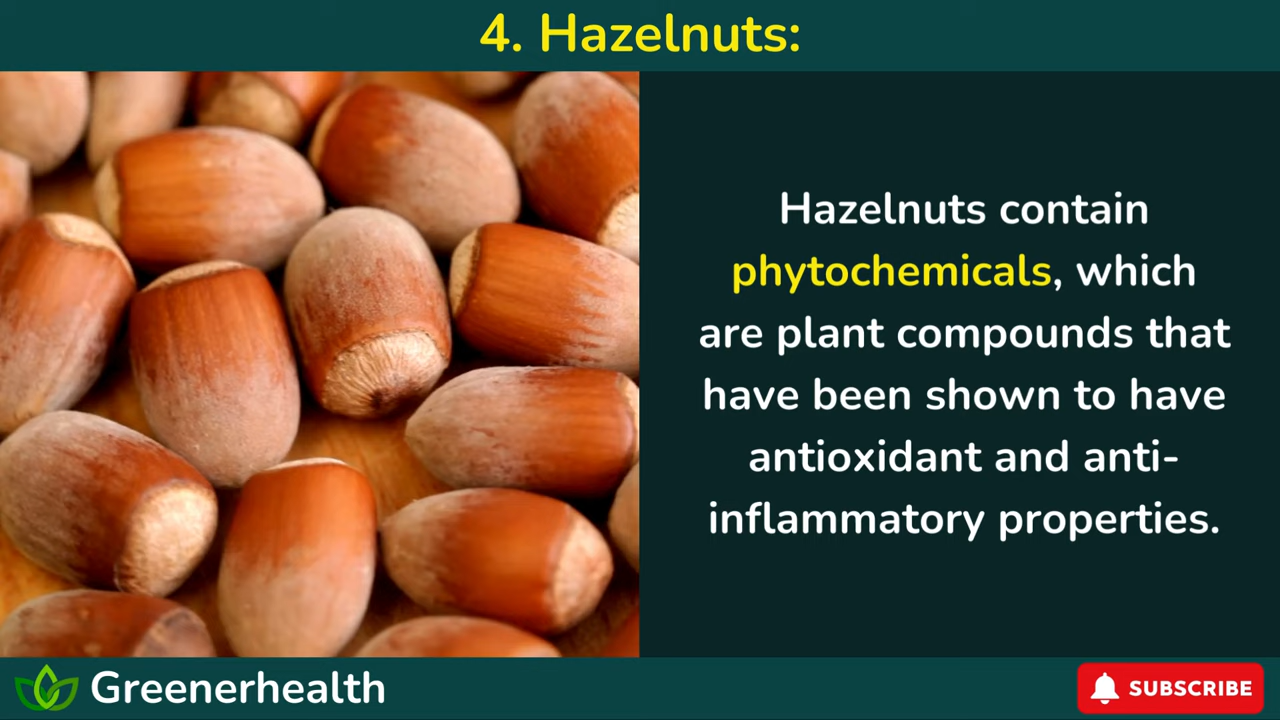 4. Hazelnuts:
Hazelnuts contain
phytochemicals, which
are plant compounds that
have been shown to have
antioxidant and anti-
inflammatory properties.
Greenerhealth
SUBSCRIBE